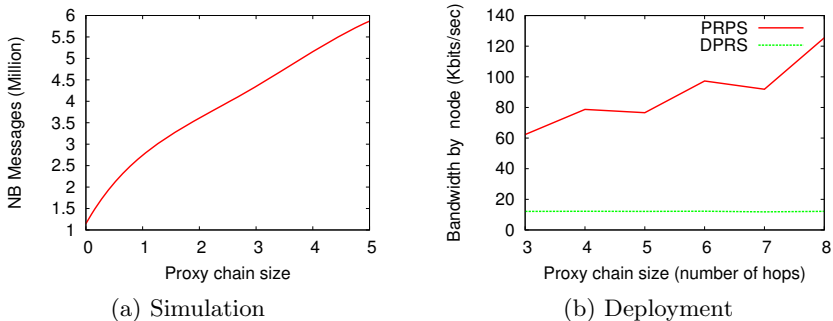 NB Messages (Million)
6
5.5
5
4.5
4
3.5
3
2.5
2
1.5
1
0 1 2 3 4 5
Proxy chain size
(a) Simulation
Bandwidth by node (Kbits/sec)
140
120
100
80
60
40
20
0
PRPS
DPRS
3 4 5 6 7 8
Proxy chain size (number of hops)
(b) Deployment